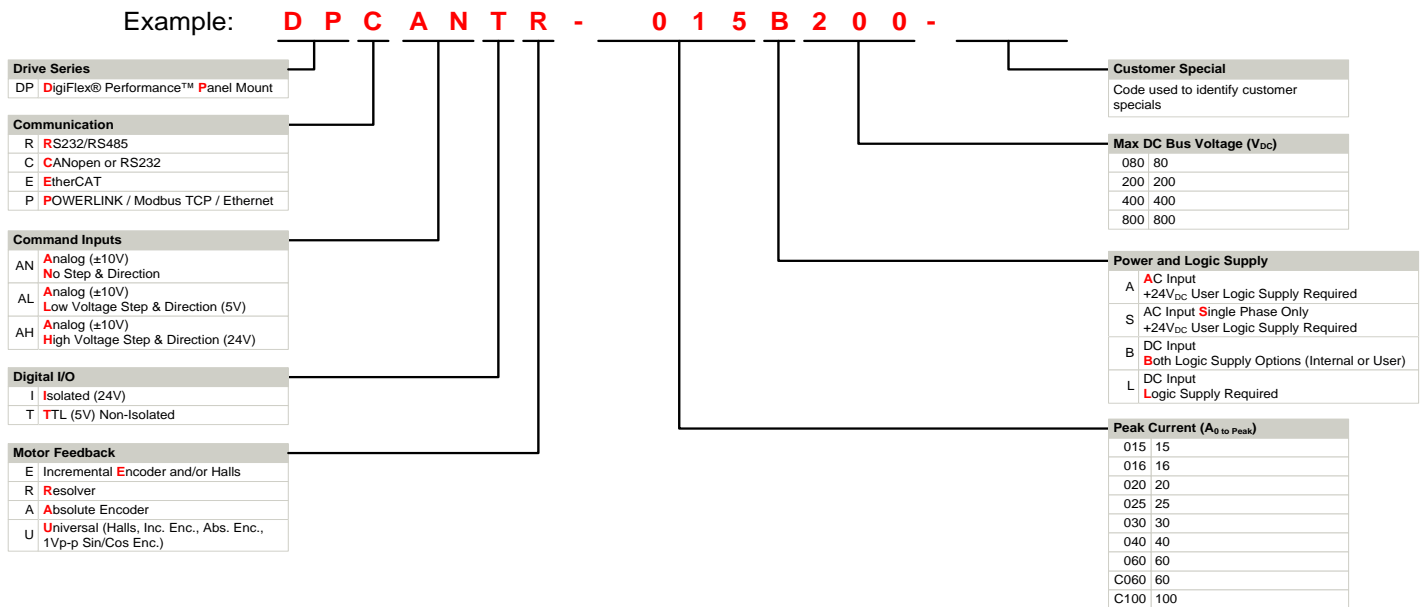 Example: D P C A N T R - 0 1 5 B 2 0 0 -
Drive Series
DP DigiFlex® Performance™ Panel Mount
Communication
R RS232/RS485
C CANopen or RS232
E EtherCAT
P POWERLINK / Modbus TCP / Ethernet
Command Inputs
AN Analog (±10V)
No Step & Direction
AL Analog (±10V)
Low Voltage Step & Direction (5V)
AH Analog (±10V)
High Voltage Step & Direction (24V)
Digital I/O
I Isolated (24V)
T TTL (5V) Non-Isolated
Motor Feedback
E Incremental Encoder and/or Halls
R Resolver
A Absolute Encoder
U Universal (Halls, Inc. Enc., Abs. Enc.,
1Vp-p Sin/Cos Enc.)
Customer Special
Code used to identify customer
specials
Max DC Bus Voltage (VDC)
080 80
200 200
400 400
800 800
Power and Logic Supply
A AC Input
+24VDC User Logic Supply Required
S AC Input Single Phase Only
+24VDC User Logic Supply Required
B DC Input
Both Logic Supply Options (Internal or User)
L DC Input
Logic Supply Required
Peak Current (A0 to Peak)
015 15
016 16
020 20
025 25
030 30
040 40
060 60
C060 60
C100 100